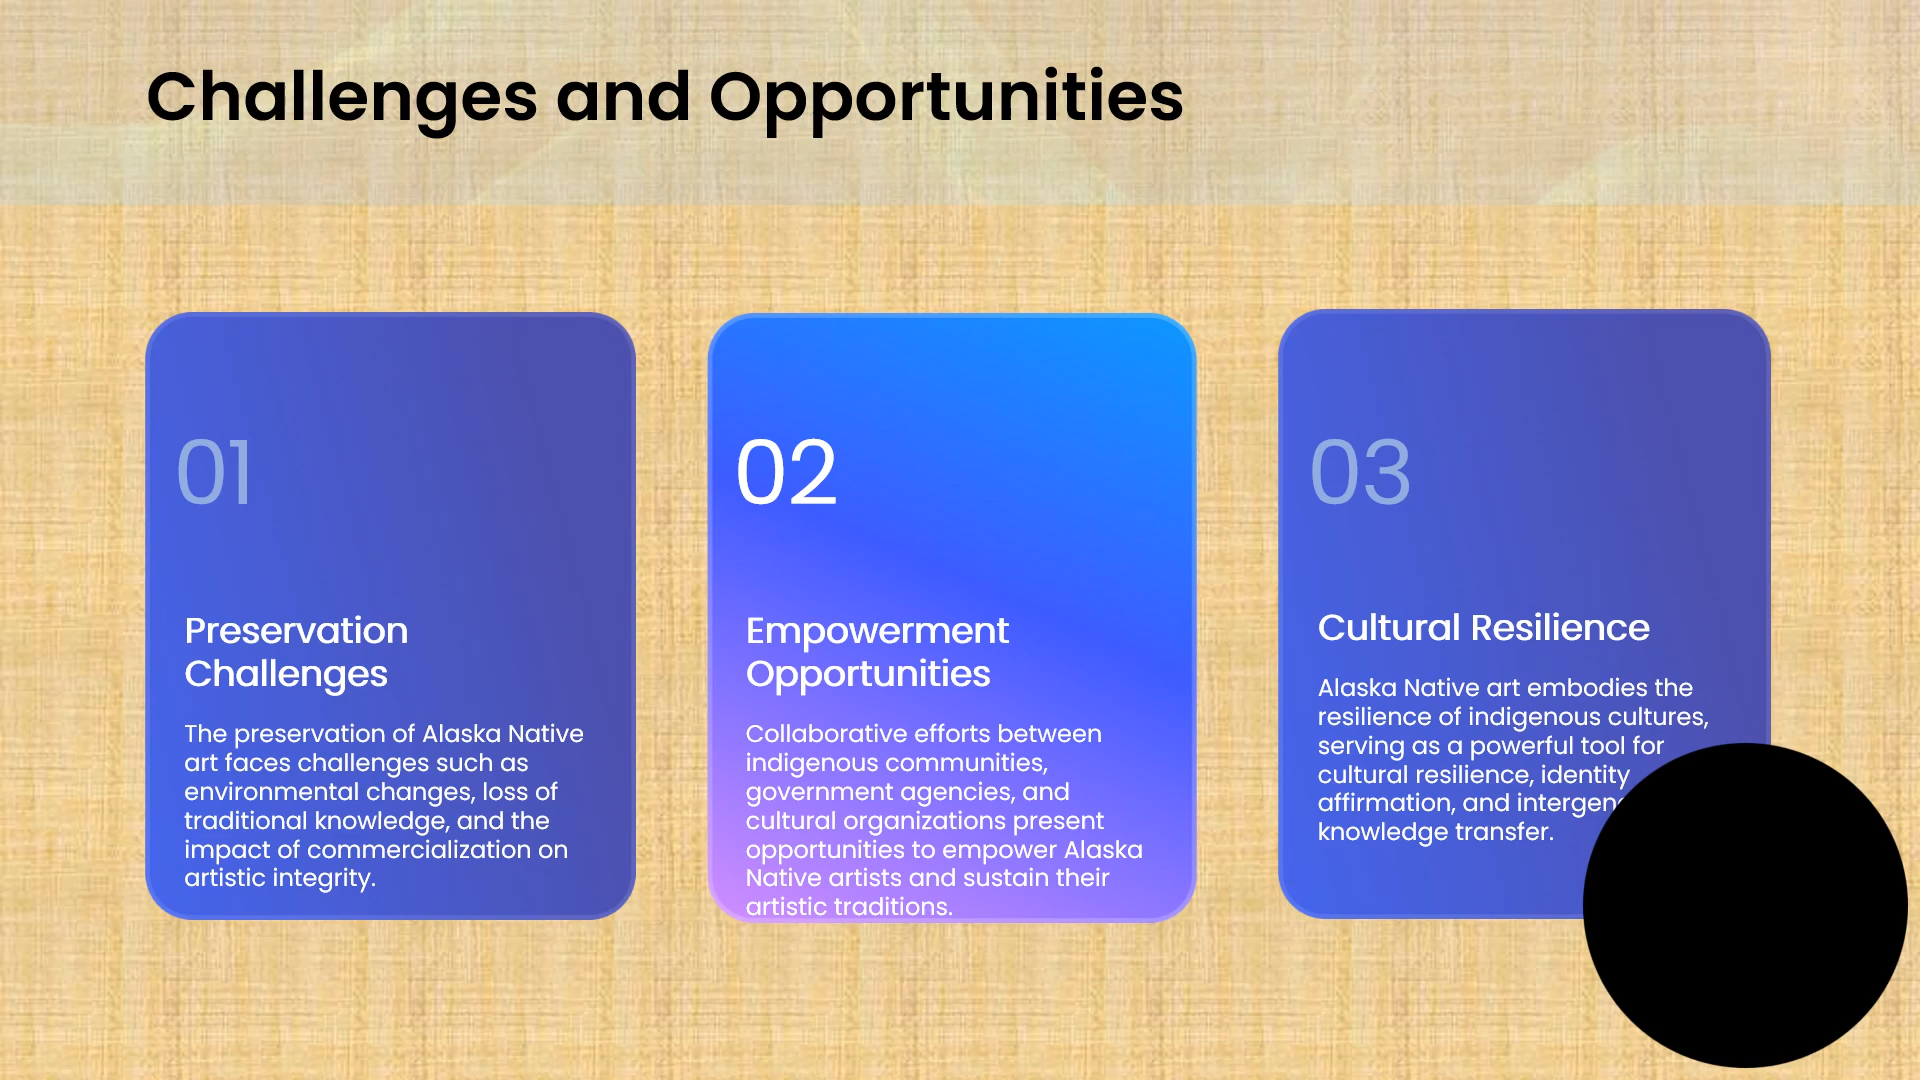 Challenges and Opportunities
01
Preservation
Challenges
The preservation of Alaska Native
art faces challenges such as
environmental changes, loss of
traditional knowledge, and the
impact of commercialization on
artistic integrity.
02
Empowerment
Opportunities
Collaborative efforts between
indigenous communities,
government agencies, and
cultural organizations present
opportunities to empower Alaska
Native artists and sustain their
artistic traditions.
03
Cultural Resilience
Alaska Native art embodies the
resilience of indigenous cultures,
serving as a powerful tool for
cultural resilience, identity
affirmation, and
knowledge transfer.